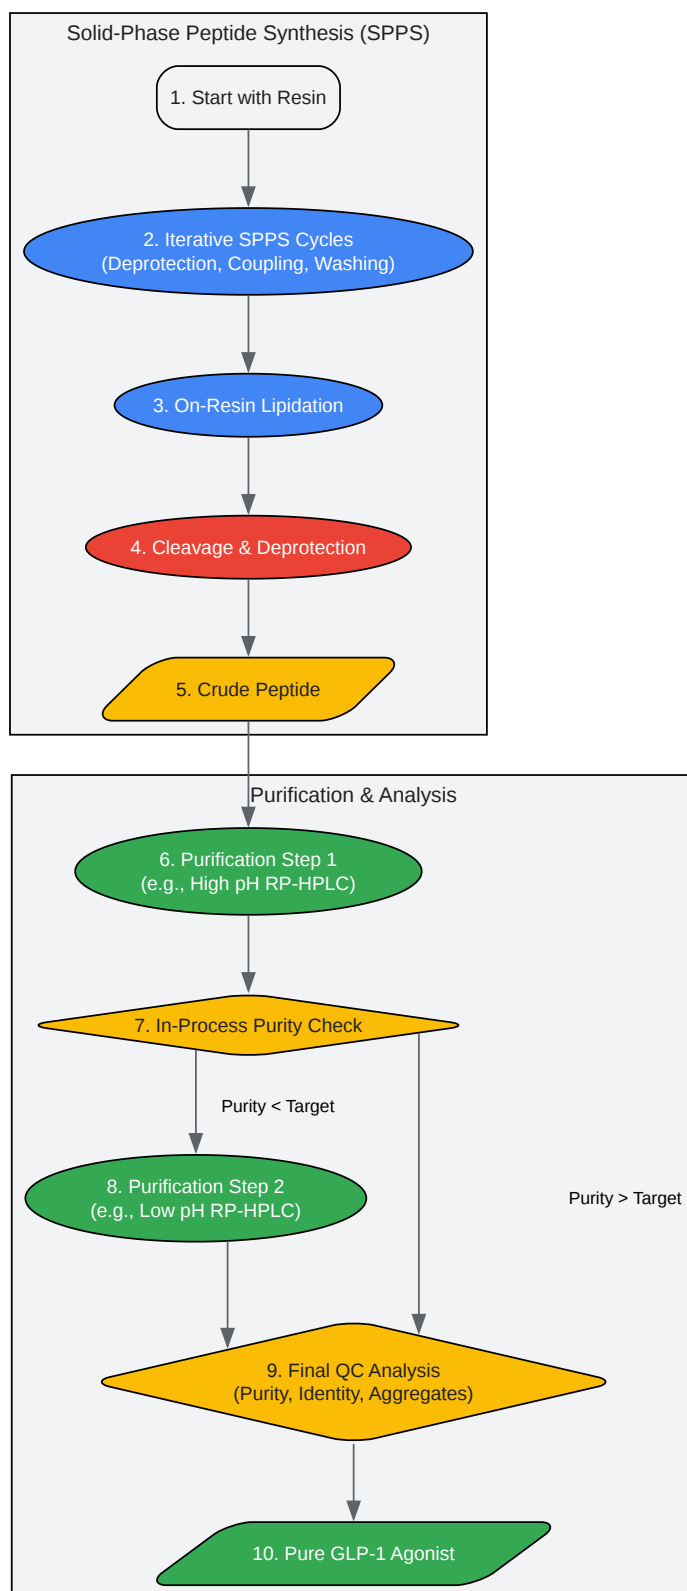 Solid-Phase Peptide Synthesis (SPPS)
1. Start with Resin
2. Iterative SPPS Cycles
(Deprotection, Coupling, Washing)
3. On-Resin Lipidation
4. Cleavage & Deprotection
5. Crude Peptide
Purification & Analysis
6. Purification Step 1
(e.g., High pH RP-HPLC)
7. In-Process Purity Check
Purity < Target
8. Purification Step 2
(e.g., Low pH RP-HPLC)
Purity > Target
9. Final QC Analysis
(Purity, Identity, Aggregates)
10. Pure GLP-1 Agonist